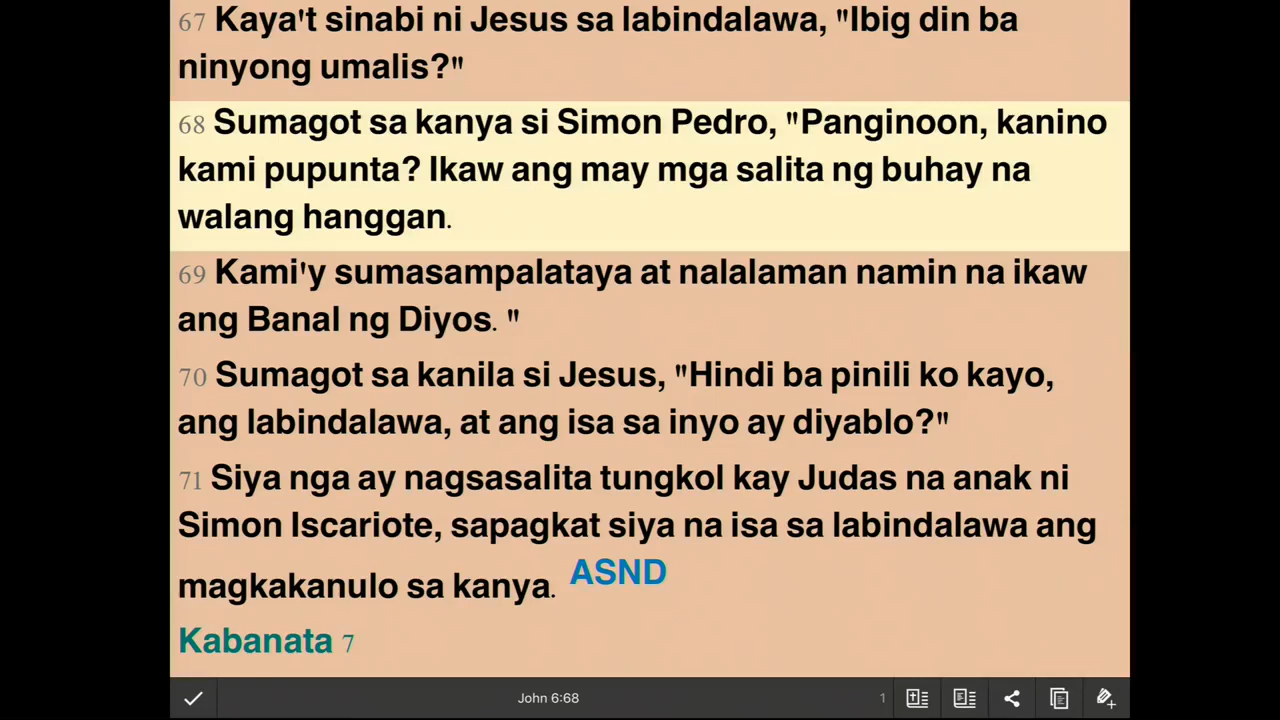 67 Kaya't sinabi ni Jesus sa labindalawa, "Ibig din ba
ninyong umalis?"
68 Sumagot sa kanya si Simon Pedro, "Panginoon, kanino
kami pupunta? Ikaw ang may mga salita ng buhay na
walang hanggan.
69 Kami'y sumasampalataya at nalalaman namin na ikaw
ang Banal ng Diyos. "
70 Sumagot sa kanila si Jesus, "Hindi ba pinili ko kayo,
ang labindalawa, at ang isa sa inyo ay diyablo?"
71 Siya nga ay nagsasalita tungkol kay Judas na anak ni
Simon Iscariote, sapagkat siya na isa sa labindalawa ang
magkakanulo sa kanya. ASND
Kabanata 7
John 6:68 1